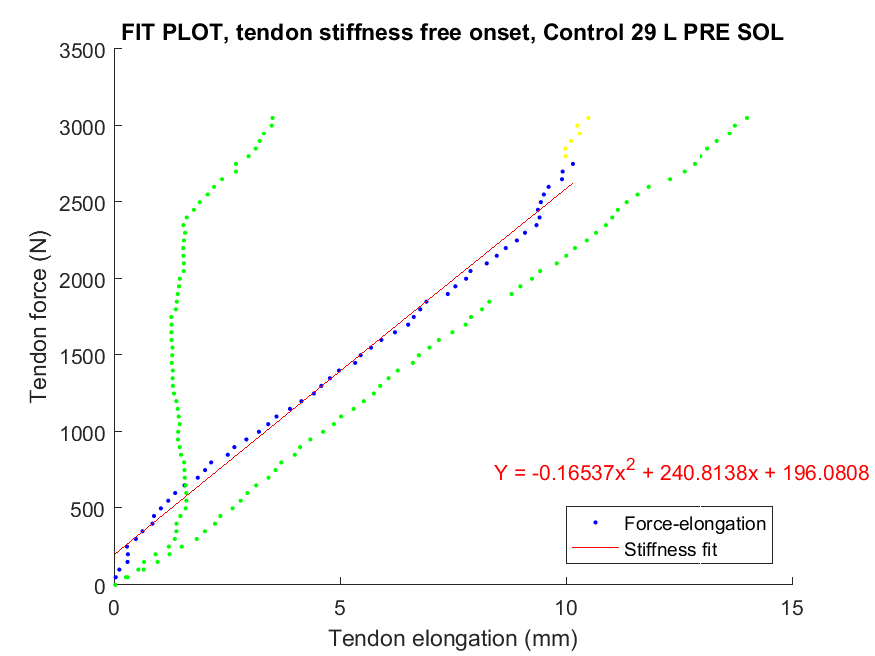 FIT PLOT, tendon stiffness free onset, Control 29 L PRE SOL
3500
3000
2500
2000
1500
1000
500
0
Tendon force (N)
Y = -0.16537x² + 240.8138x + 196.0808
Force-elongation
Stiffness fit
0 5 10 15
Tendon elongation (mm)